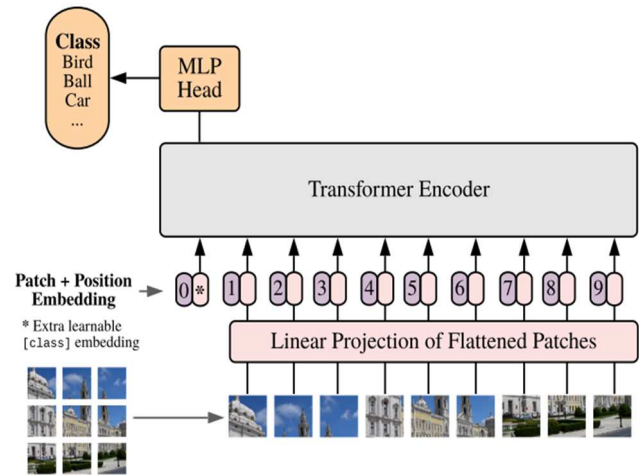 Class
Bird
Ball
Car
...
MLP
Head
Transformer Encoder
Patch + Position
Embedding
0 * 1 2 3 4 5 6 7 8 9
* Extra learnable
[class] embedding
Linear Projection of Flattened Patches